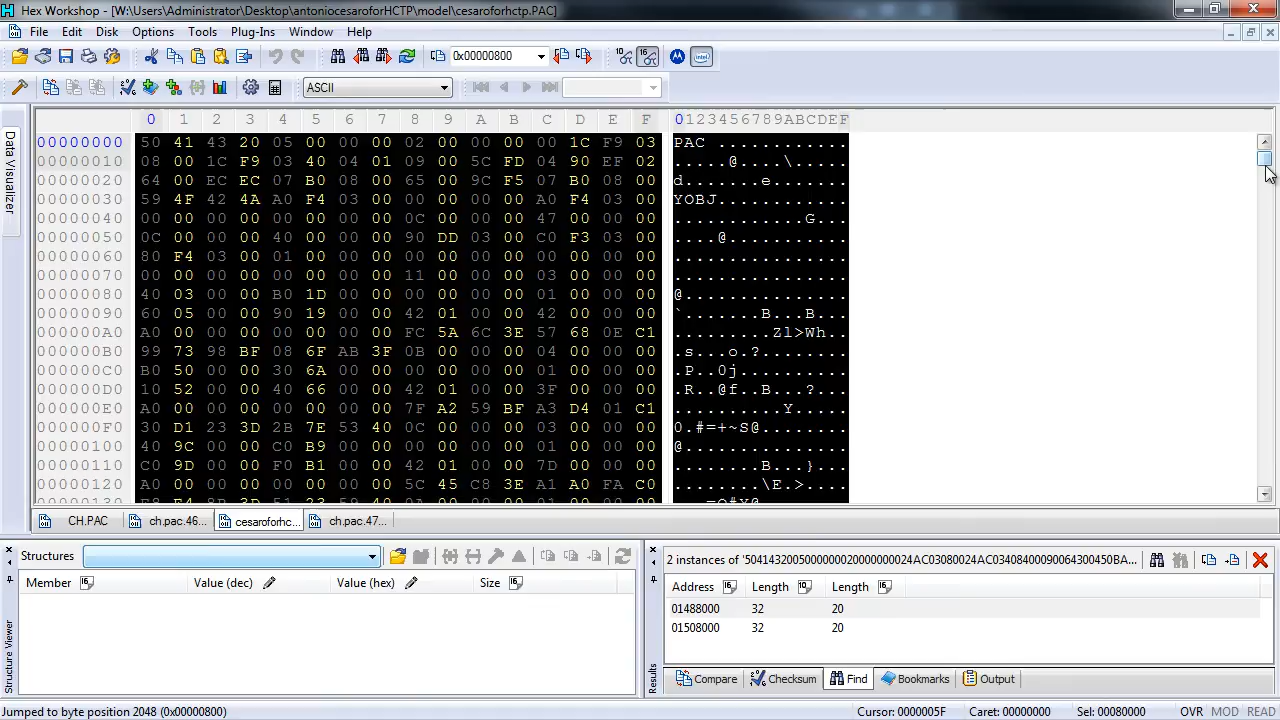 Hex Workshop - [W:\Users\Administrator\Desktop\antoniocesaroforHCTP\model\cesaroforhctp.PAC]
File Edit Disk Options Tools Plug-Ins Window Help
0x00000800
ASCII
0 1 2 3 4 5 6 7 8 9 A B C D E F 0123456789ABCDEF
00000000 50 41 43 20 05 00 00 00 02 00 00 00 00 1C F9 03 PAC ............
00000010 08 00 1C F9 03 40 04 01 09 00 5C FD 04 90 EF 02 .....@....\.....
00000020 64 00 EC EC 07 B0 08 00 65 00 9C F5 07 B0 08 00 d.......e.......
00000030 59 4F 42 4A A0 F4 03 00 00 00 00 00 A0 F4 03 00 YOBJ............
00000040 00 00 00 00 00 00 00 00 0C 00 00 00 47 00 00 00 ............G...
00000050 0C 00 00 00 40 00 00 00 90 DD 03 00 C0 F3 03 00 ....@...........
00000060 80 F4 03 00 01 00 00 00 00 00 00 00 00 00 00 00 ................
00000070 00 00 00 00 00 00 00 00 11 00 00 00 03 00 00 00 ................
00000080 40 03 00 00 B0 1D 00 00 00 00 00 00 01 00 00 00 @...............
00000090 60 05 00 00 90 19 00 00 42 01 00 00 42 00 00 00 `.......B...B...
000000A0 A0 00 00 00 00 00 00 00 FC 5A 6C 3E 57 68 0E C1 .........Zl>Wh..
000000B0 99 73 98 BF 08 6F AB 3F 0B 00 00 00 04 00 00 00 .s...o.?........
000000C0 B0 50 00 00 30 6A 00 00 00 00 00 00 01 00 00 00 .P..0j..........
000000D0 10 52 00 00 40 66 00 00 42 01 00 00 3F 00 00 00 .R..@f..B...?...
000000E0 A0 00 00 00 00 00 00 00 7F A2 59 BF A3 D4 01 C1 ..........Y.....
000000F0 30 D1 23 3D 2B 7E 53 40 0C 00 00 00 03 00 00 00 0.#=+~S@........
00000100 40 9C 00 00 C0 B9 00 00 00 00 00 00 01 00 00 00 @...............
00000110 C0 9D 00 00 F0 B1 00 00 42 01 00 00 7D 00 00 00 ........B...}...
00000120 A0 00 00 00 00 00 00 00 5C 45 C8 3E A1 A0 FA C0 ........\E.>....
CH.PAC ch.pac.46... cesaroforhc... ch.pac.47...
Structures
Member Value (dec) Value (hex) Size
2 instances of '504143200500000002000000024AC03080024AC0340840009006430​0450BA...
Address Length Length
01488000 32 20
01508000 32 20
Compare Checksum Find Bookmarks Output
Data Visualizer
Structure Viewer
Results
Jumped to byte position 2048 (0x00000800) Cursor: 0000005F Caret: 00000000 Sel: 00080000 OVR MOD READ